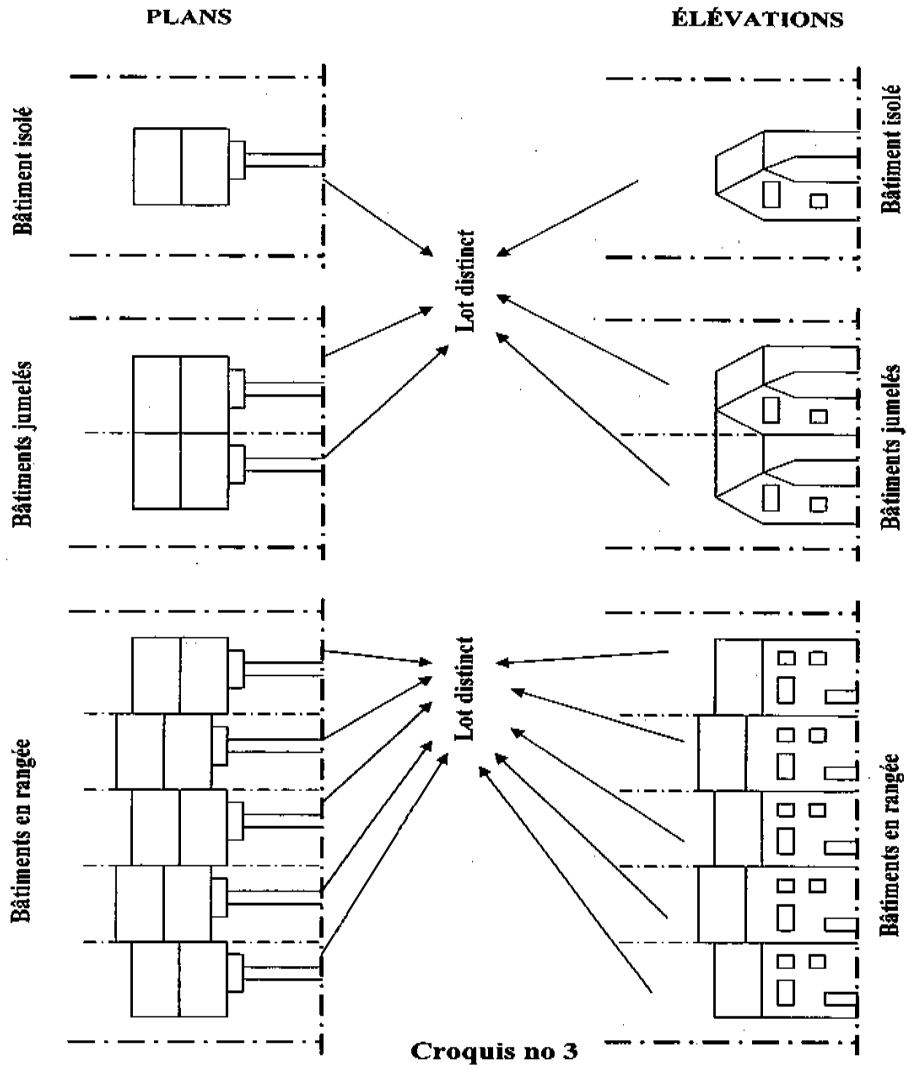 PLANS
ÉLÉVATIONS
Bâtiment isolé
Bâtiment isolé
Lot distinct
Bâtiments jumelés
Bâtiments jumelés
Lot distinct
Bâtiments en rangée
Bâtiments en rangée
Croquis no 3